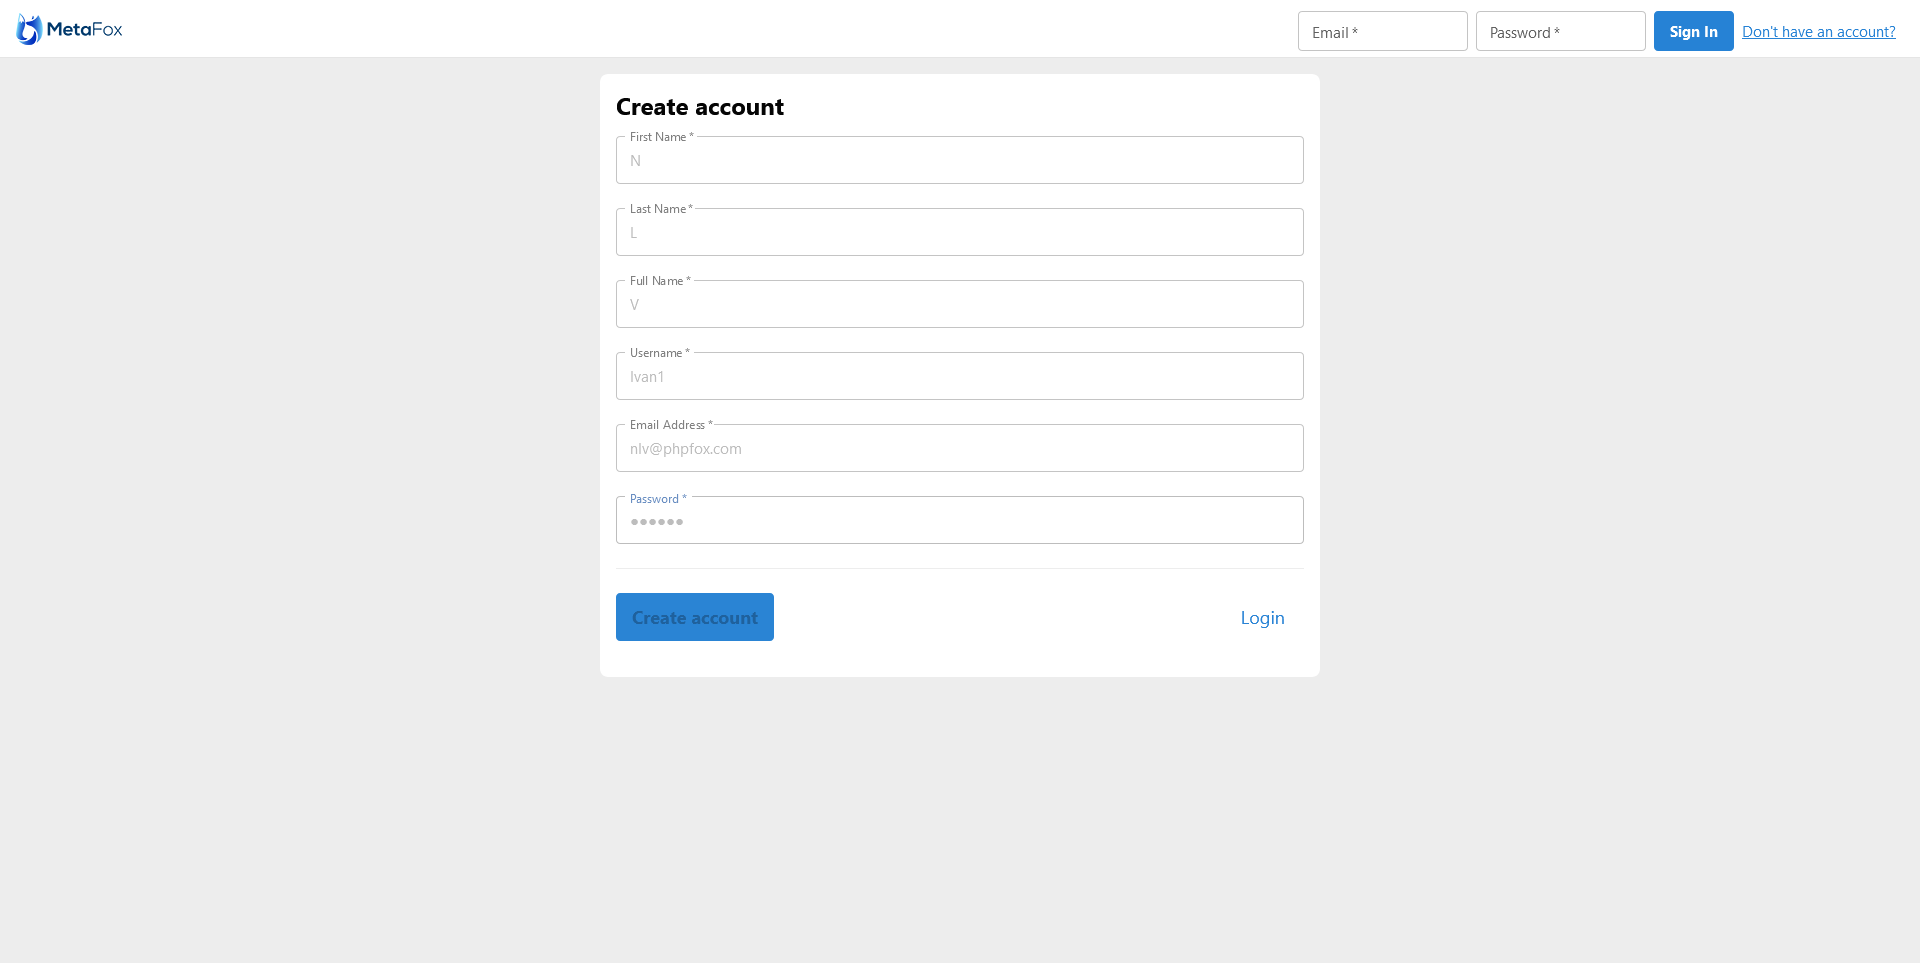 MetaFox
Email *
Password *
Sign In
Don't have an account?
Create account
First Name *
N
Last Name *
L
Full Name *
V
Username *
lvan1
Email Address *
nlv@phpfox.com
Password *
••••••
Create account
Login